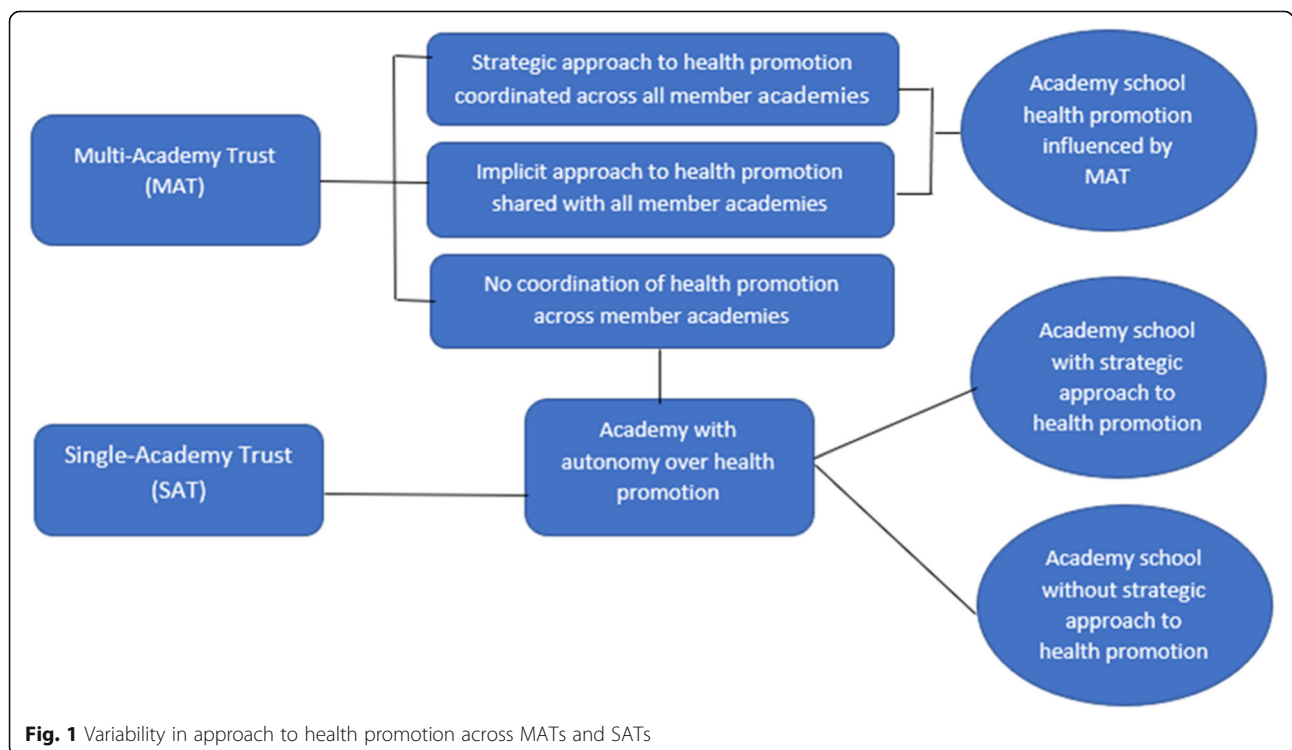 Strategic approach to health promotion
coordinated across all member academies
Academy school
health promotion
influenced by
MAT
Multi-Academy Trust
(MAT)
Implicit approach to health promotion
shared with all member academies
No coordination of health promotion
across member academies
Academy school
with strategic
approach to
health promotion
Single-Academy Trust
(SAT)
Academy with
autonomy over health
promotion
Academy school
without strategic
approach to
health promotion
Fig. 1 Variability in approach to health promotion across MATs and SATs